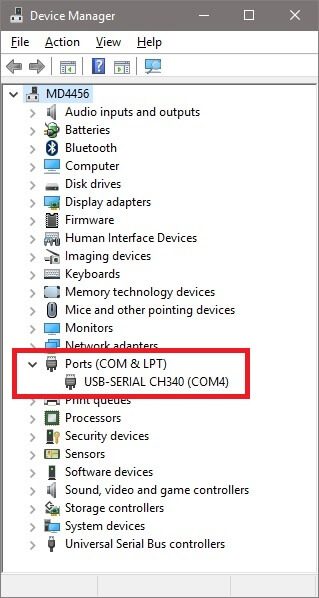 Device Manager
File Action View Help
MD4456
Audio inputs and outputs
Batteries
Bluetooth
Computer
Disk drives
Display adapters
Firmware
Human Interface Devices
Imaging devices
Keyboards
Memory technology devices
Mice and other pointing devices
Monitors
Network adapters
Ports (COM & LPT)
USB-SERIAL CH340 (COM4)
Print queues
Processors
Security devices
Sensors
Software devices
Sound, video and game controllers
Storage controllers
System devices
Universal Serial Bus controllers